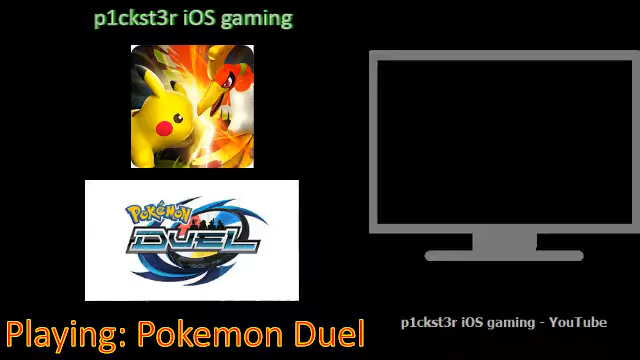 p1ckst3r iOS gaming
POKéMON
DUEL
Playing: Pokemon Duel
p1ckst3r iOS gaming - YouTube